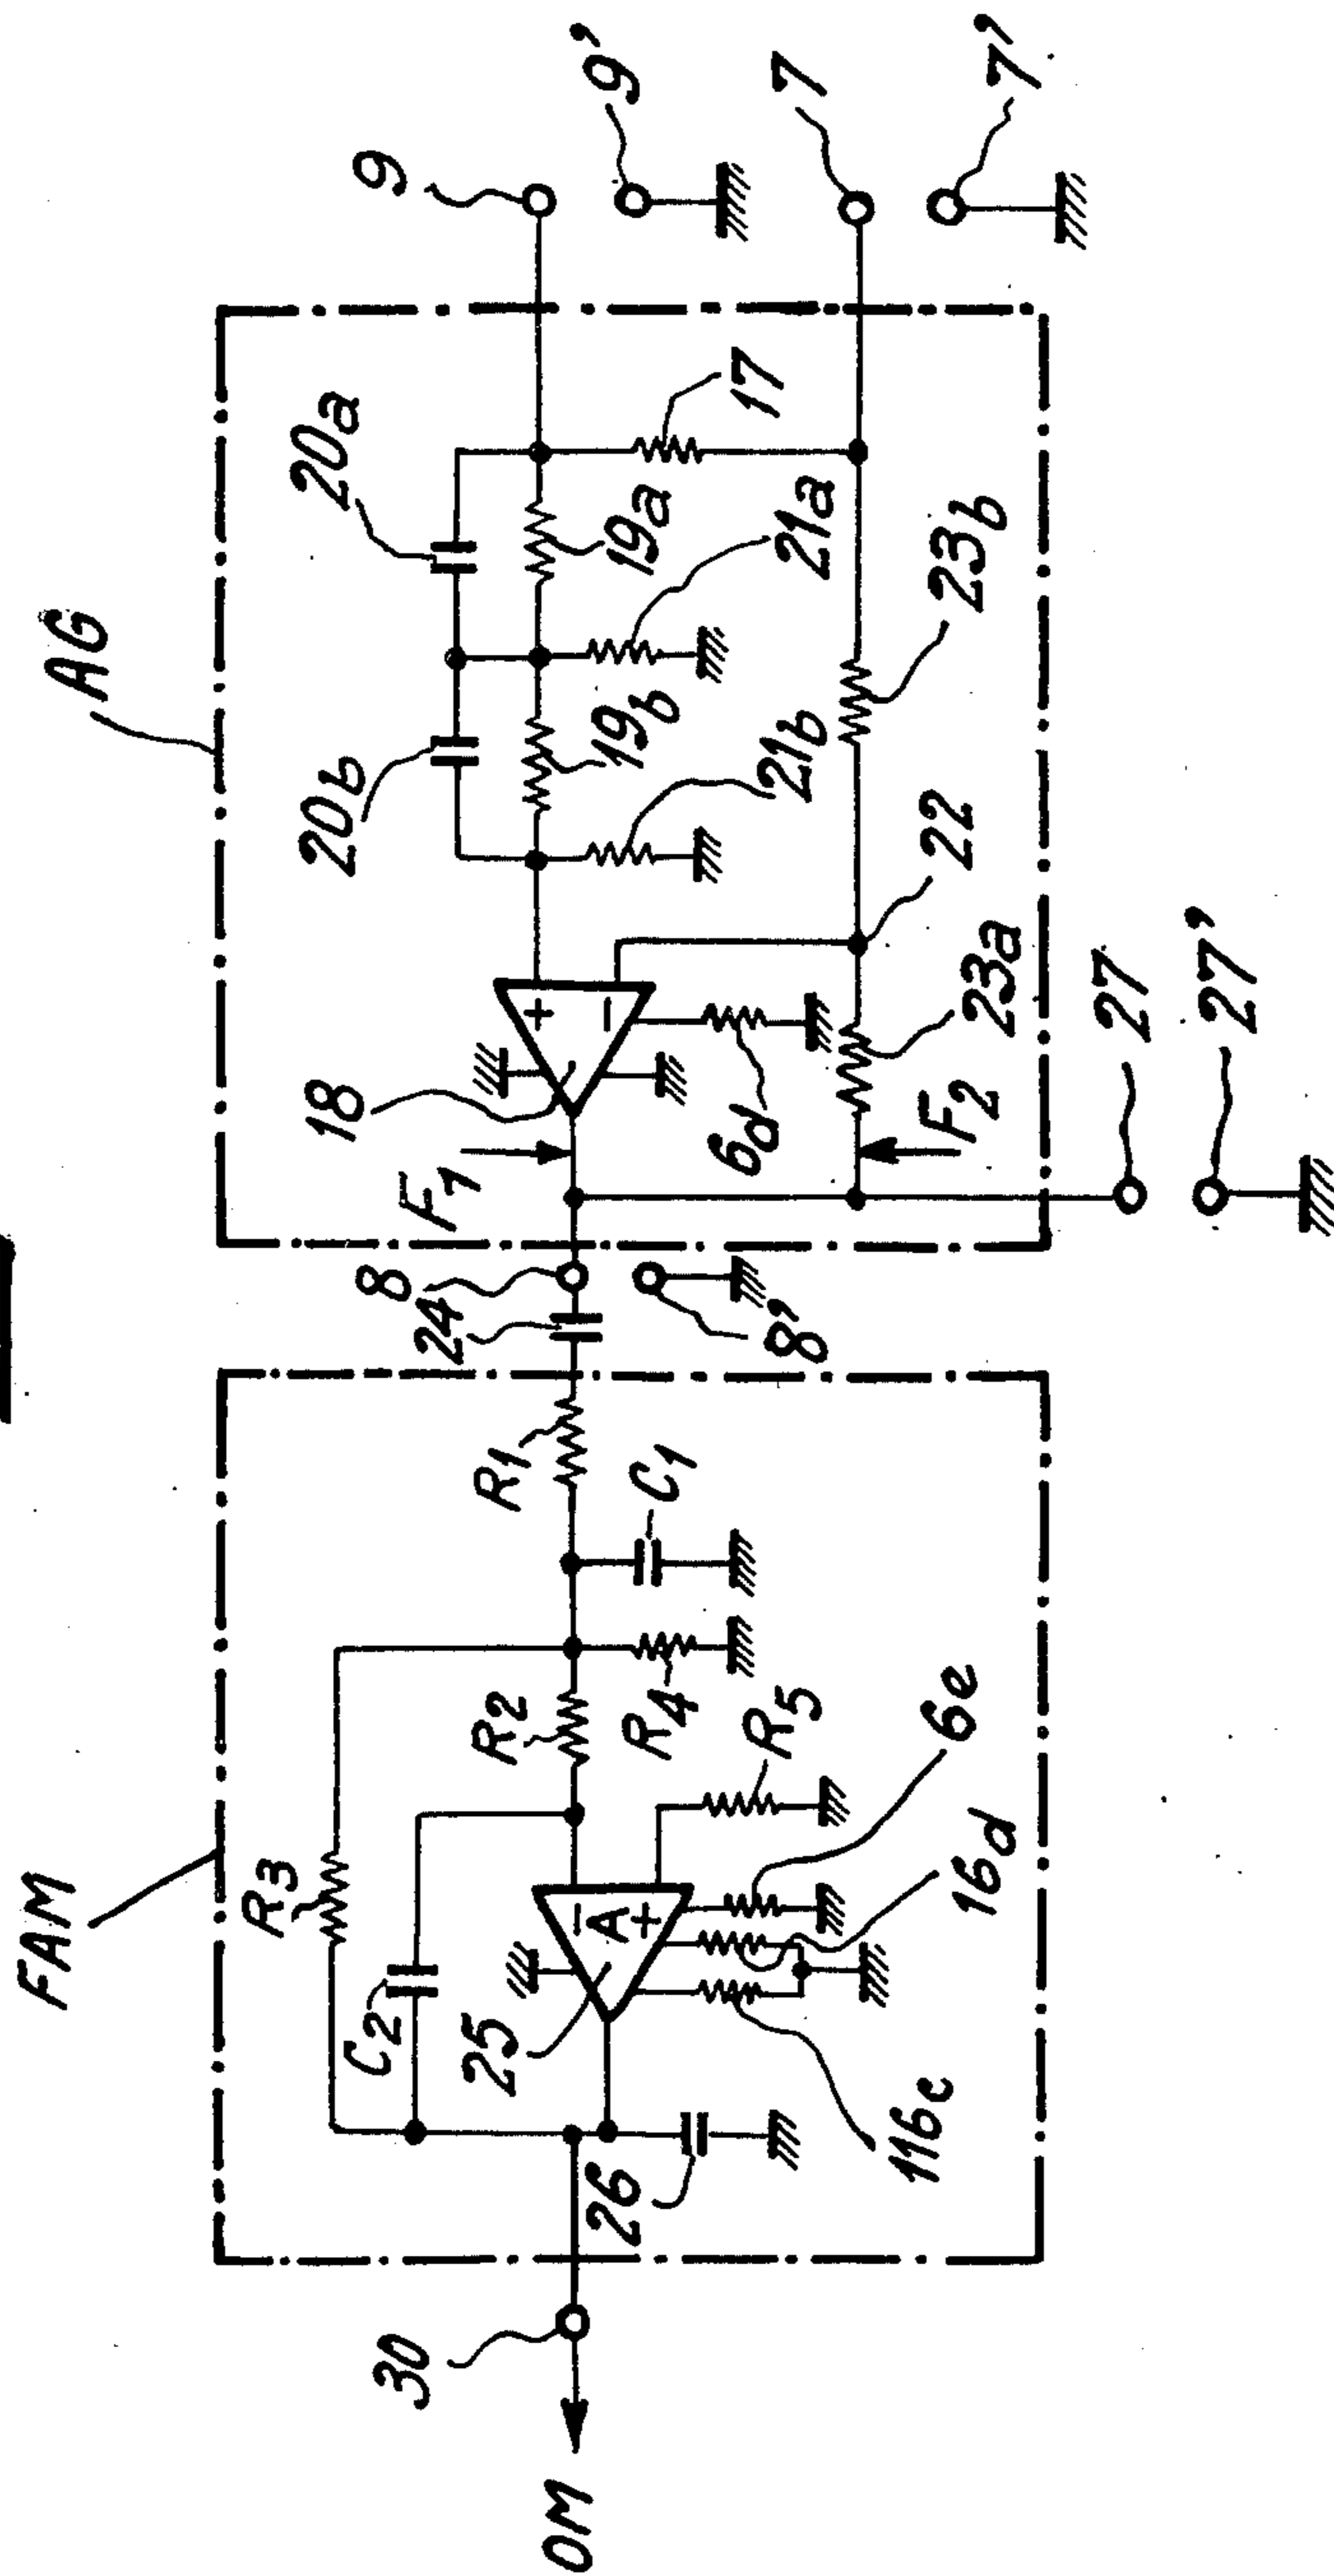 AG
9
9'
7
7'
20a
17
19a
21a
23b
20b
19b
21b
22
18
6d
23a
F1
F2
27
27'
8
24
8'
FAM
R1
C1
R2
R4
R5
R3
C2
A
25
6e
16d
116c
26
30
OM
+
−
−
+